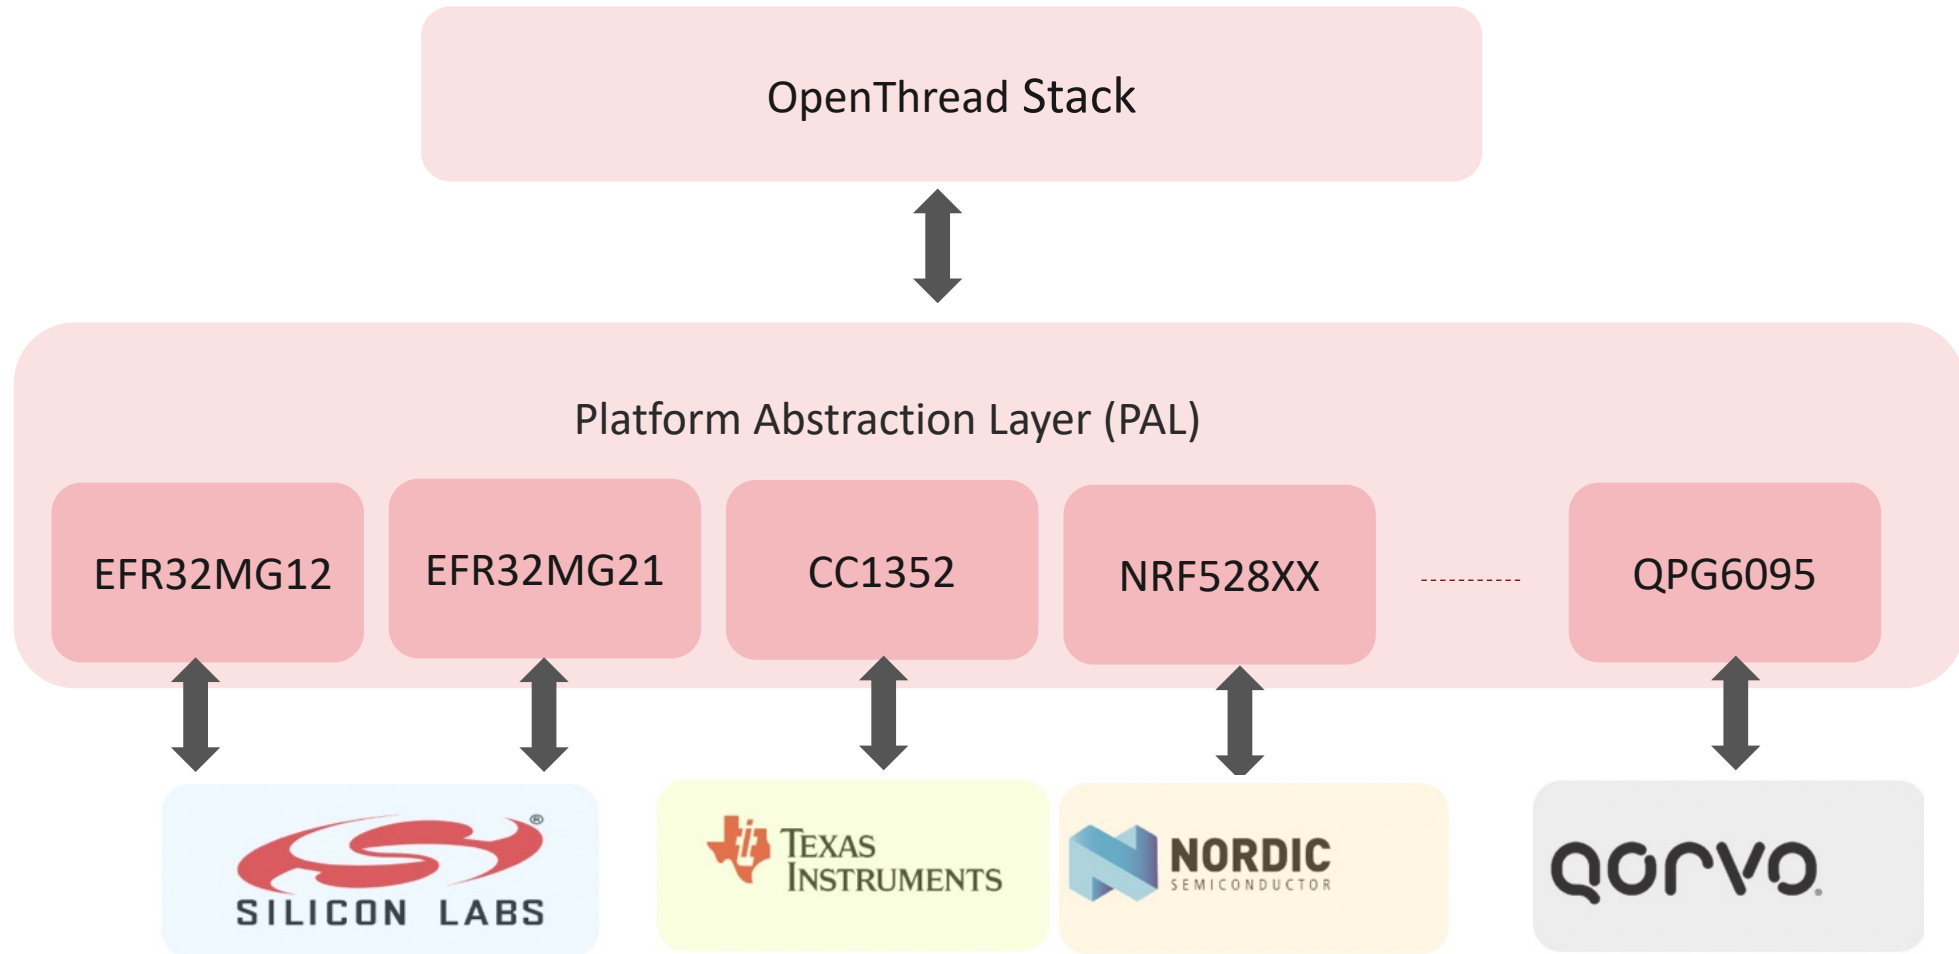 OpenThread Stack
Platform Abstraction Layer (PAL)
EFR32MG12
EFR32MG21
CC1352
NRF528XX
QPG6095
SILICON LABS
®
TEXAS
INSTRUMENTS
NORDIC
SEMICONDUCTOR
QORVO